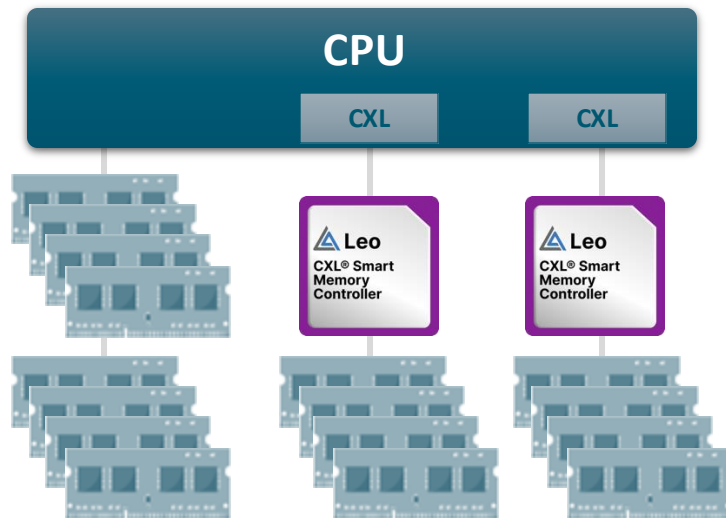 CPU
CXL
CXL
Leo
CXL® Smart
Memory
Controller
Leo
CXL® Smart
Memory
Controller